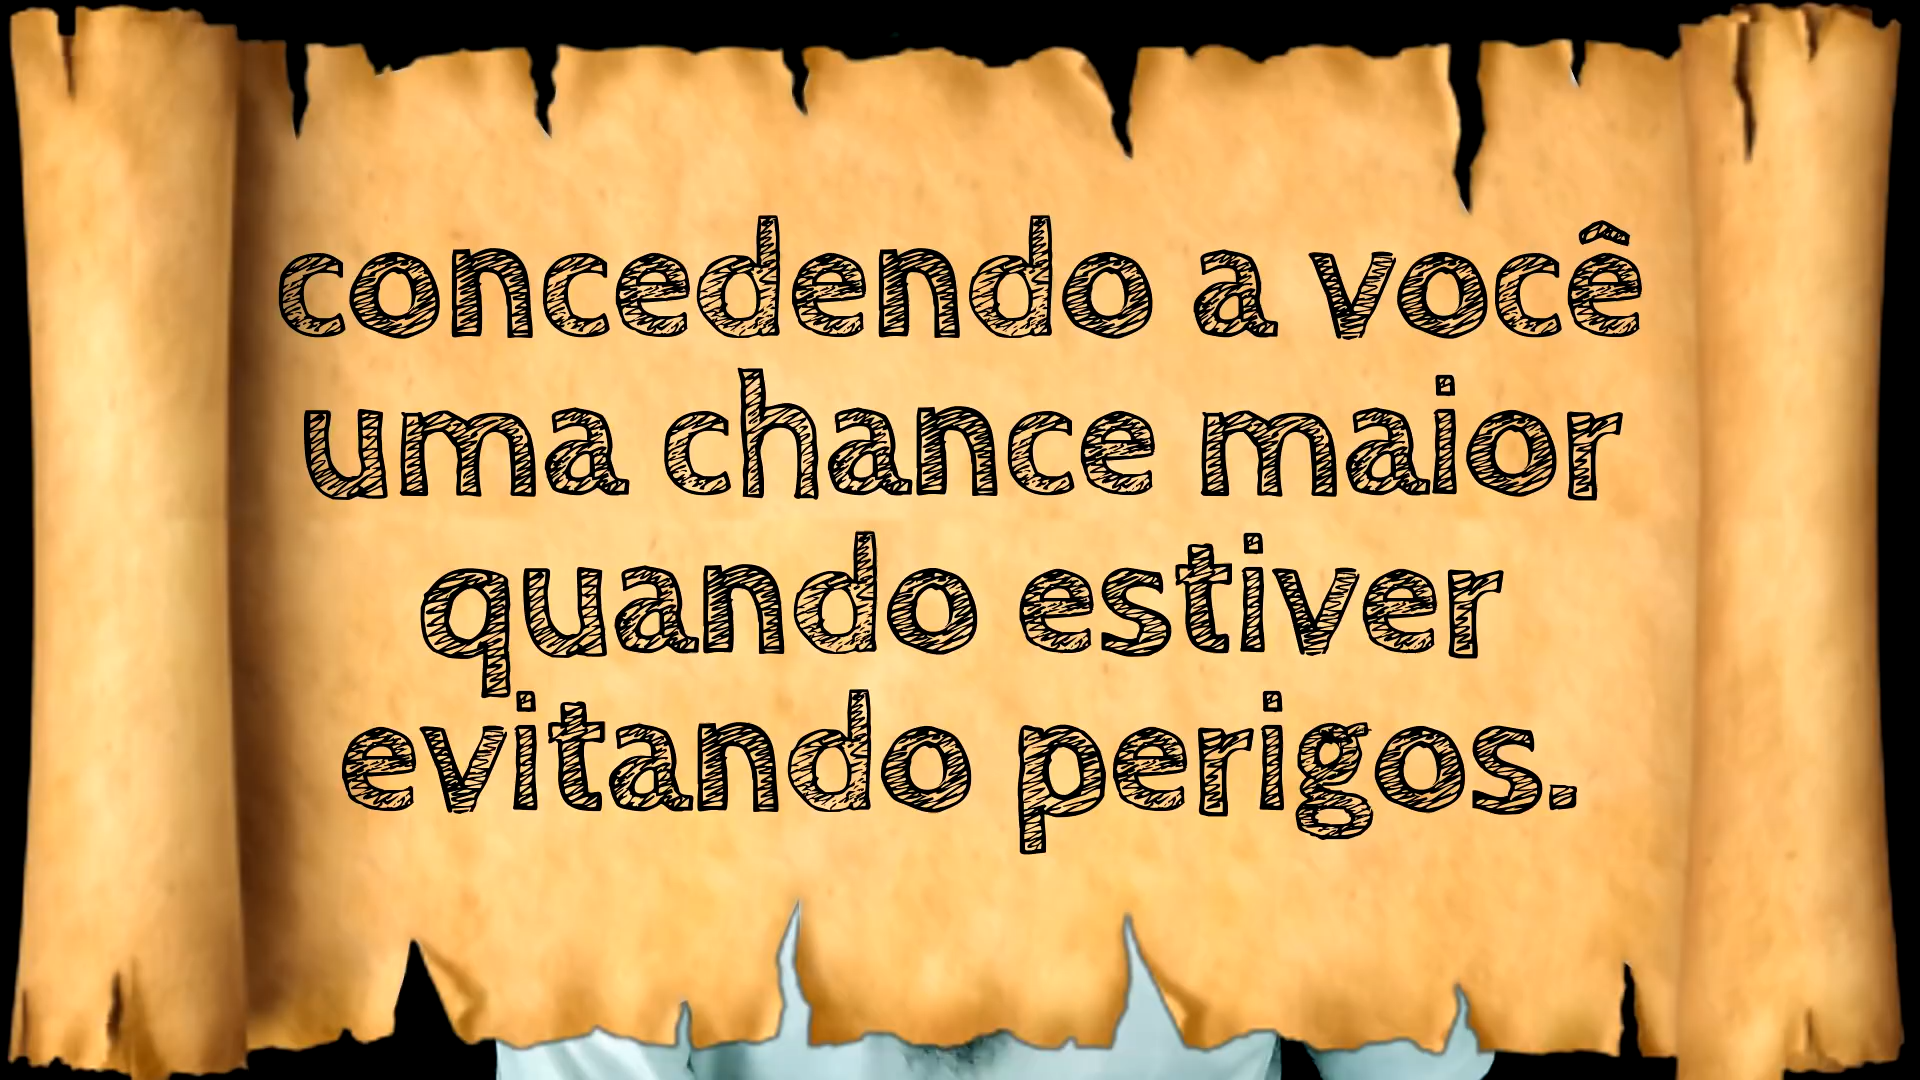 concedendo a você
uma chance maior
quando estiver
evitando perigos.